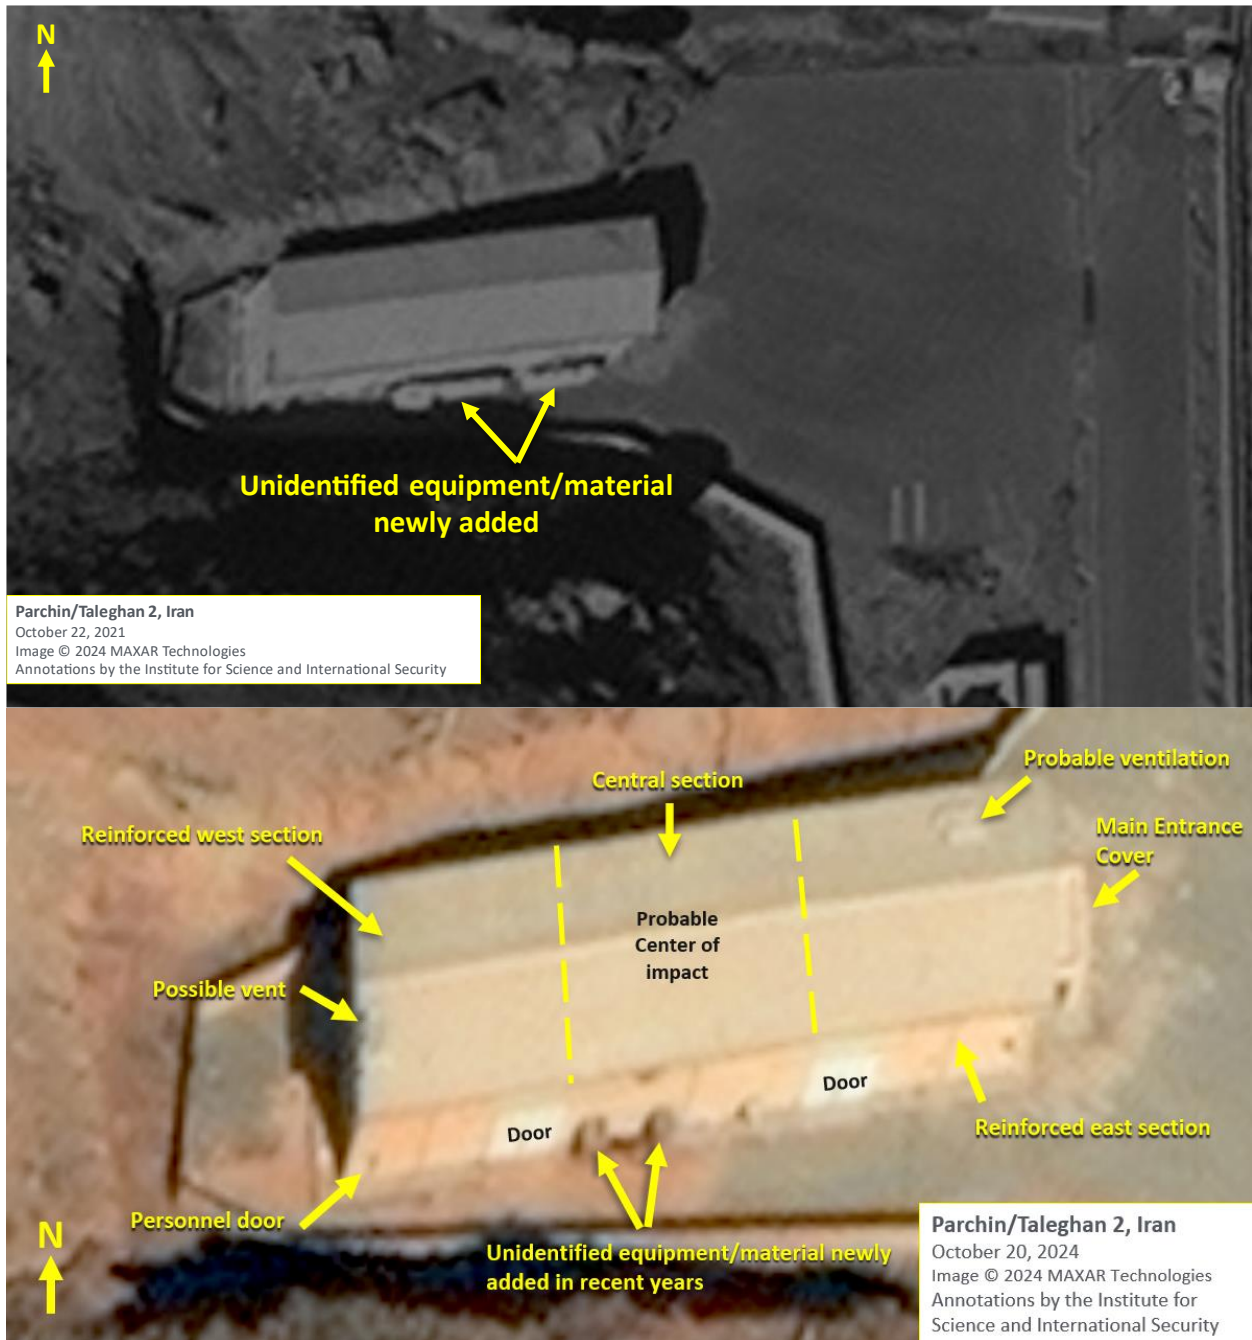 N
Unidentified equipment/material
newly added
Parchin/Taleghan 2, Iran
October 22, 2021
Image © 2024 MAXAR Technologies
Annotations by the Institute for Science and International Security
Central section
Probable ventilation
Reinforced west section
Main Entrance
Cover
Probable
Center of
impact
Possible vent
Door
Door
Reinforced east section
Personnel door
N
Unidentified equipment/material newly
added in recent years
Parchin/Taleghan 2, Iran
October 20, 2024
Image © 2024 MAXAR Technologies
Annotations by the Institute for
Science and International Security